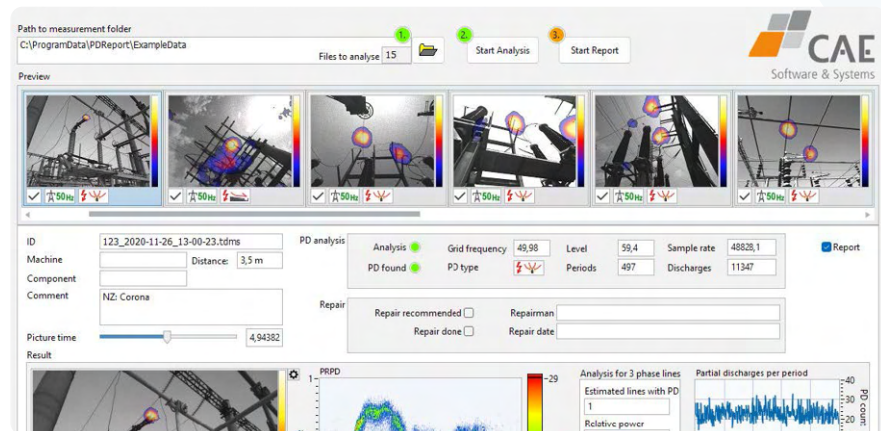 Path to measurement folder
C:\ProgramData\PDReport\ExampleData
Files to analyse 15
1.
2.
Start Analysis
3.
Start Report
CAE
Software & Systems
Preview
50Hz
50Hz
50Hz
50Hz
50Hz
50Hz
ID 123_2020-11-26_13-00-23.tdms
Machine Distance: 3,5 m
Component
Comment NZ: Corona
Picture time 4,94382
PD analysis
Analysis Grid frequency 49,98 Level 59,4 Sample rate 48828,1
PD found PD type Periods 497 Discharges 11347
Report
Repair
Repair recommended Repairman
Repair done Repair date
Result
PRPD
1
-29
Analysis for 3 phase lines
Estimated lines with PD
1
Relative power
Partial discharges per period
40
30
20
PD count